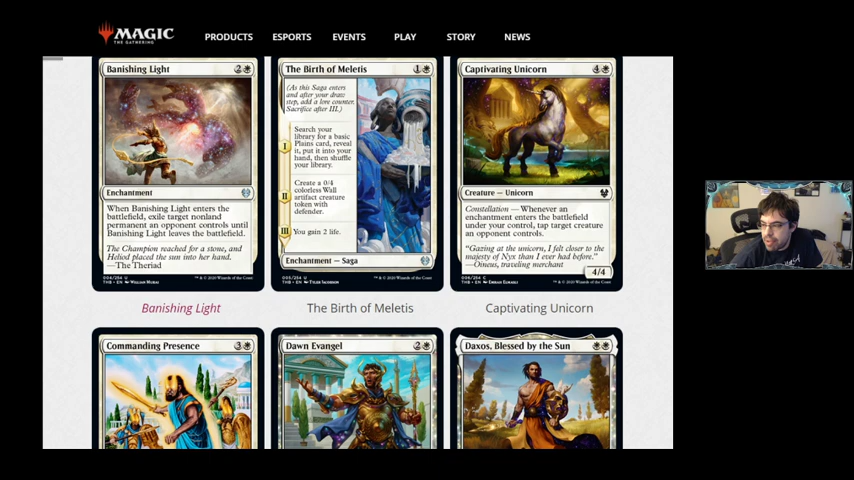 MAGIC
THE GATHERING
PRODUCTS
ESPORTS
EVENTS
PLAY
STORY
NEWS
Banishing Light 2
Enchantment
When Banishing Light enters the
battlefield, exile target nonland
permanent an opponent controls until
Banishing Light leaves the battlefield.
The Champion reached for a stone, and
Heliod placed the sun into her hand.
—The Theriad
Banishing Light
The Birth of Meletis 1
(As this Saga enters
and after your draw
step, add a lore counter.
Sacrifice after III.)
I
Search your
library for a basic
Plains card, reveal
it, put it into your
hand, then shuffle
your library.
II
Create a 0/4
colorless Wall
artifact creature
token with
defender.
III
You gain 2 life.
Enchantment — Saga
The Birth of Meletis
Captivating Unicorn 4
Creature — Unicorn
Constellation — Whenever an
enchantment enters the battlefield
under your control, tap target creature
an opponent controls.
"Gazing at the unicorn, I felt closer to the
majesty of Nyx than I ever had before."
—Oineus, traveling merchant
4/4
Captivating Unicorn
Commanding Presence 3
Dawn Evangel 2
Daxos, Blessed by the Sun